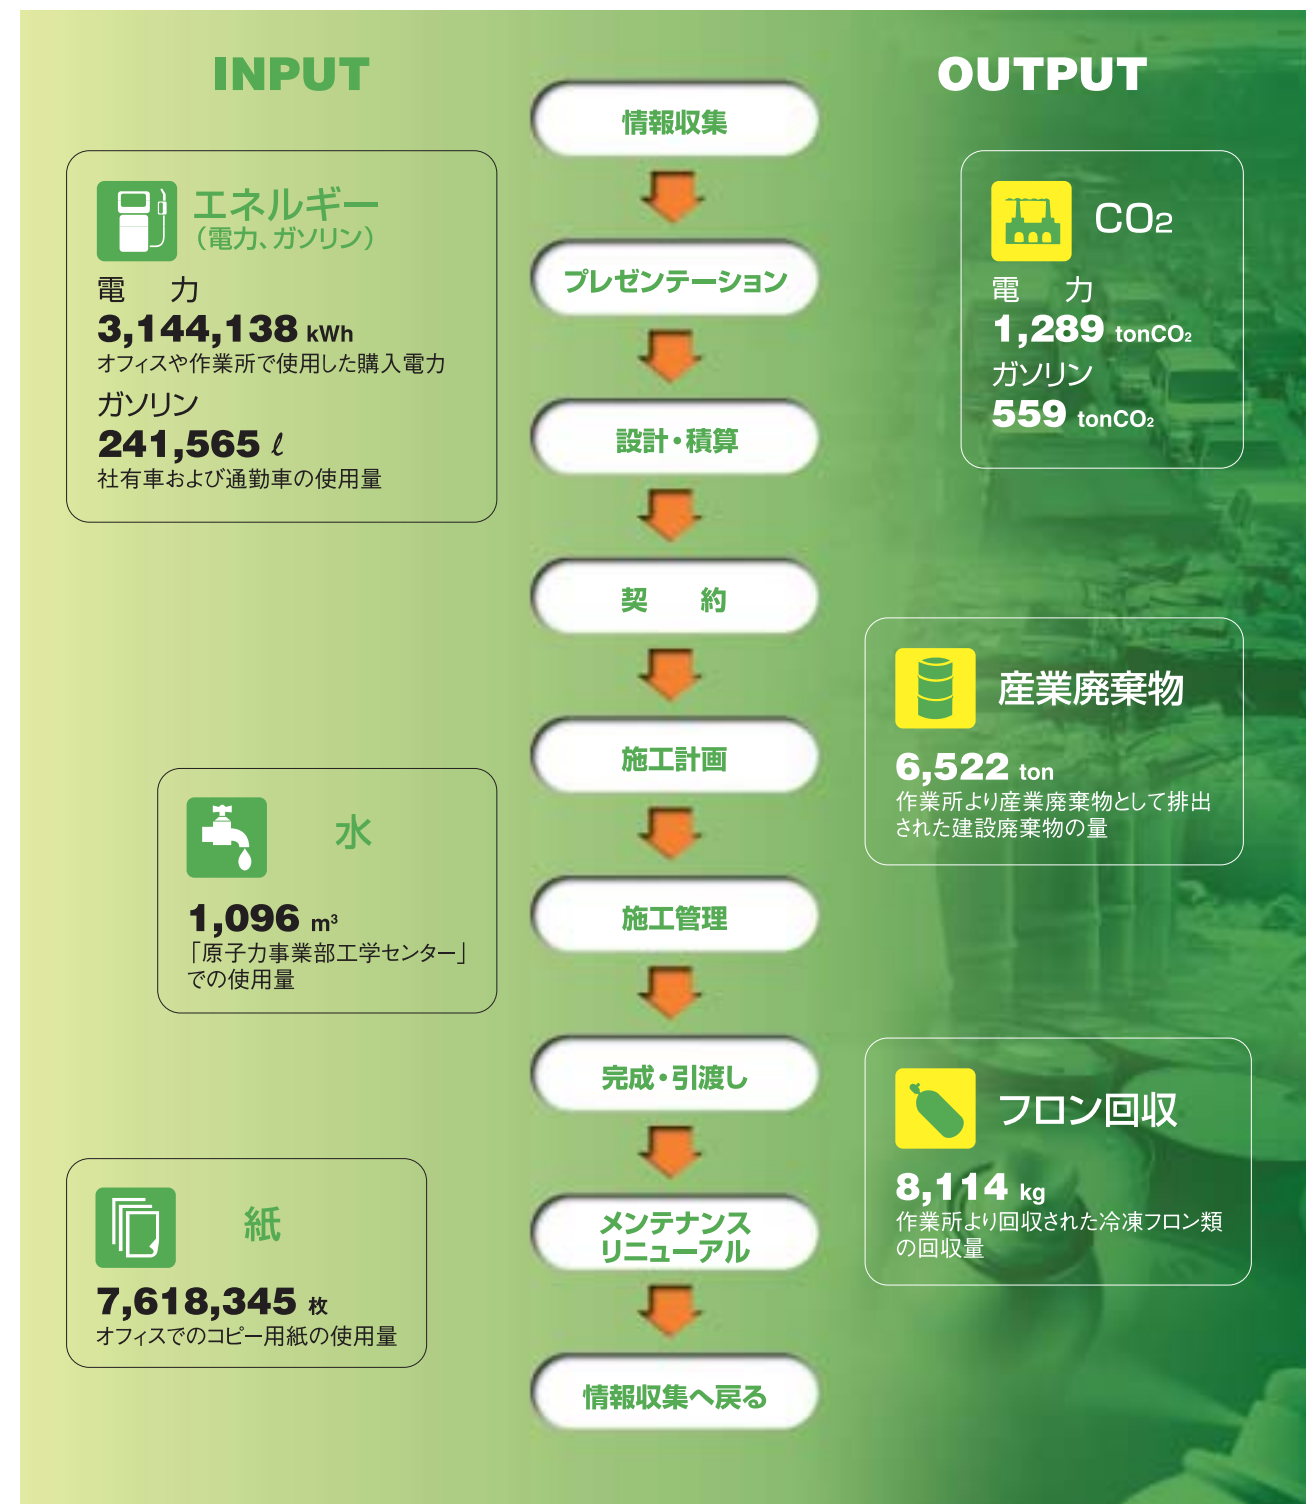 INPUT
エネルギー
（電力、ガソリン）
電　力
3,144,138 kWh
オフィスや作業所で使用した購入電力
ガソリン
241,565 ℓ
社有車および通勤車の使用量
水
1,096 m³
「原子力事業部工学センター」
での使用量
紙
7,618,345 枚
オフィスでのコピー用紙の使用量
情報収集
プレゼンテーション
設計・積算
契　約
施工計画
施工管理
完成・引渡し
メンテナンス
リニューアル
情報収集へ戻る
OUTPUT
CO₂
電　力
1,289 tonCO₂
ガソリン
559 tonCO₂
産業廃棄物
6,522 ton
作業所より産業廃棄物として排出
された建設廃棄物の量
フロン回収
8,114 kg
作業所より回収された冷凍フロン類
の回収量